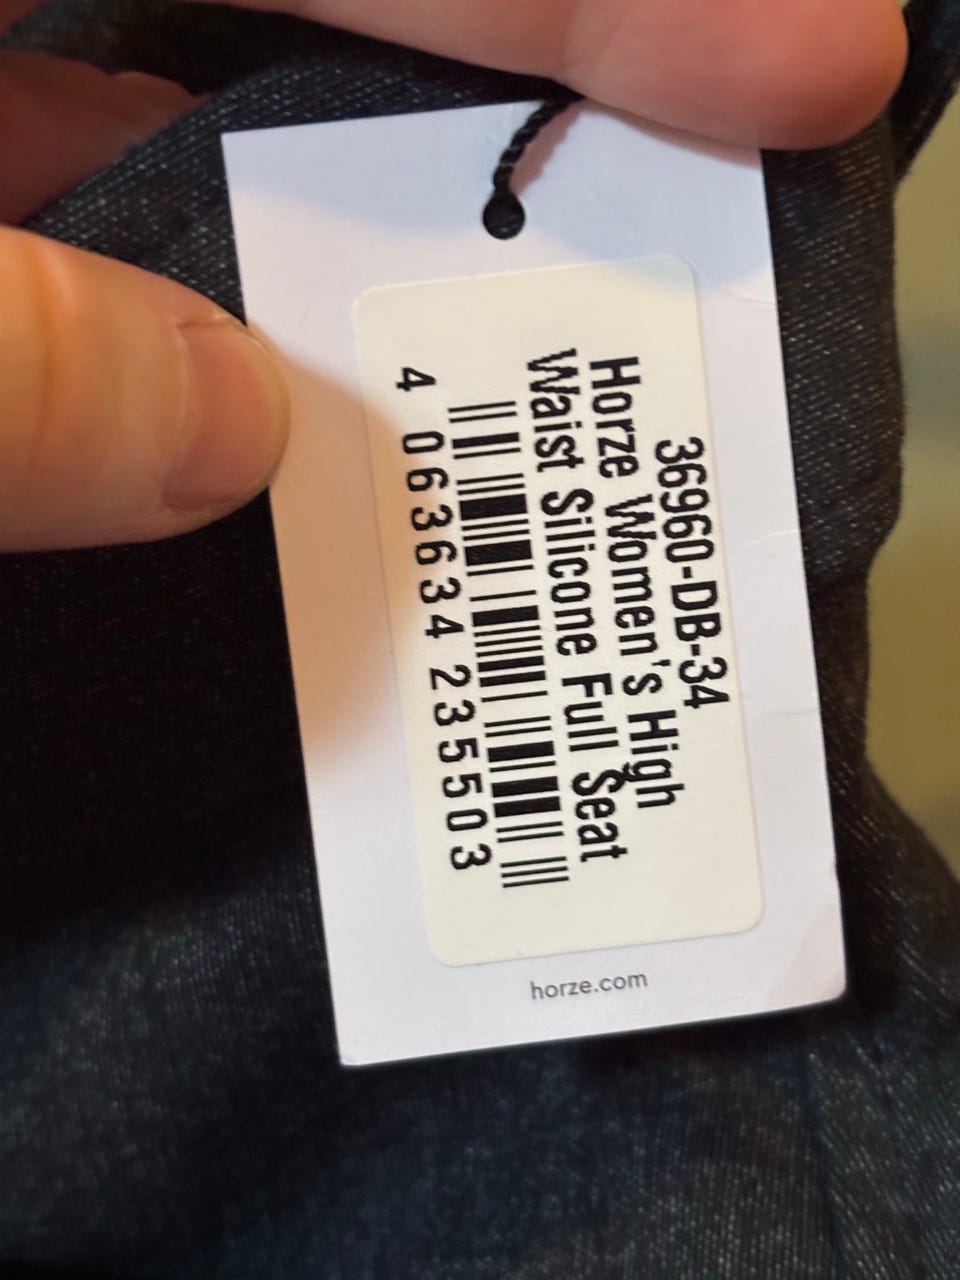 36960-DB-34
Horze Women's High
Waist Silicone Full Seat
4 063634 235503
horze.com